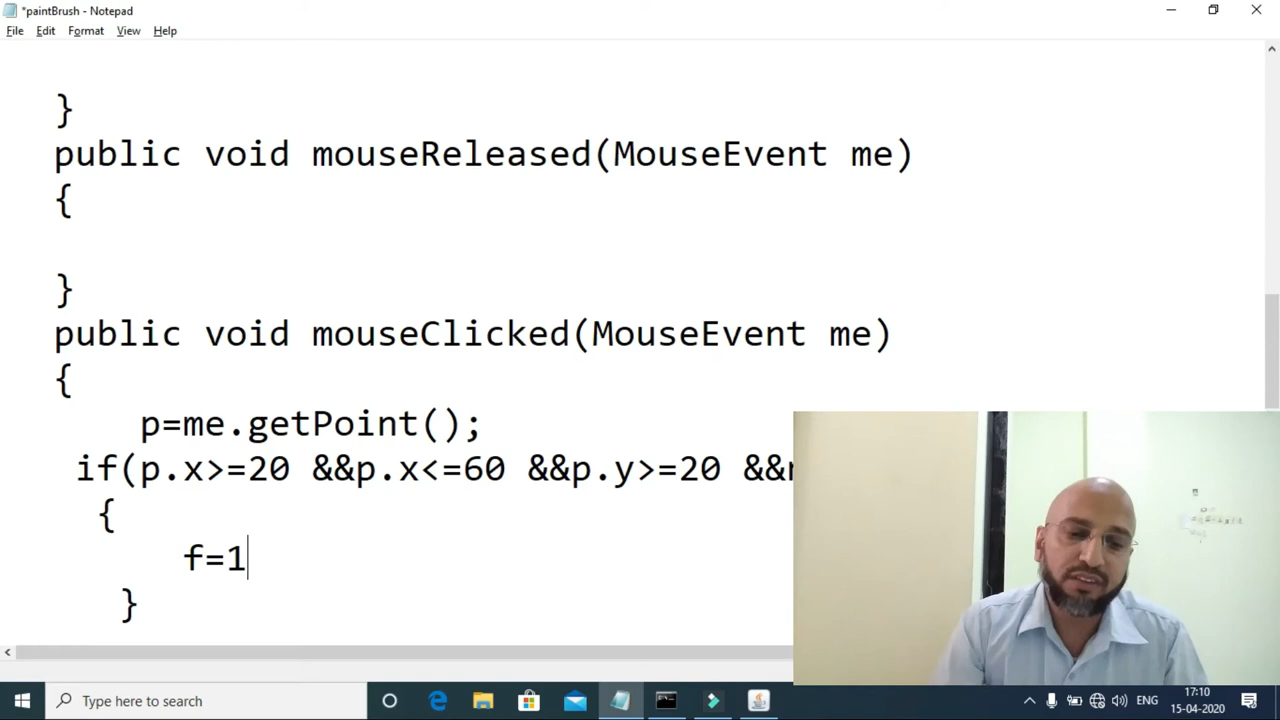 *paintBrush - Notepad
File Edit Format View Help
}
public void mouseReleased(MouseEvent me)
{
}
public void mouseClicked(MouseEvent me)
{
p=me.getPoint();
if(p.x>=20 &&p.x<=60 &&p.y>=20 &&
{
f=1
}
Type here to search
ENG
17:10
15-04-2020